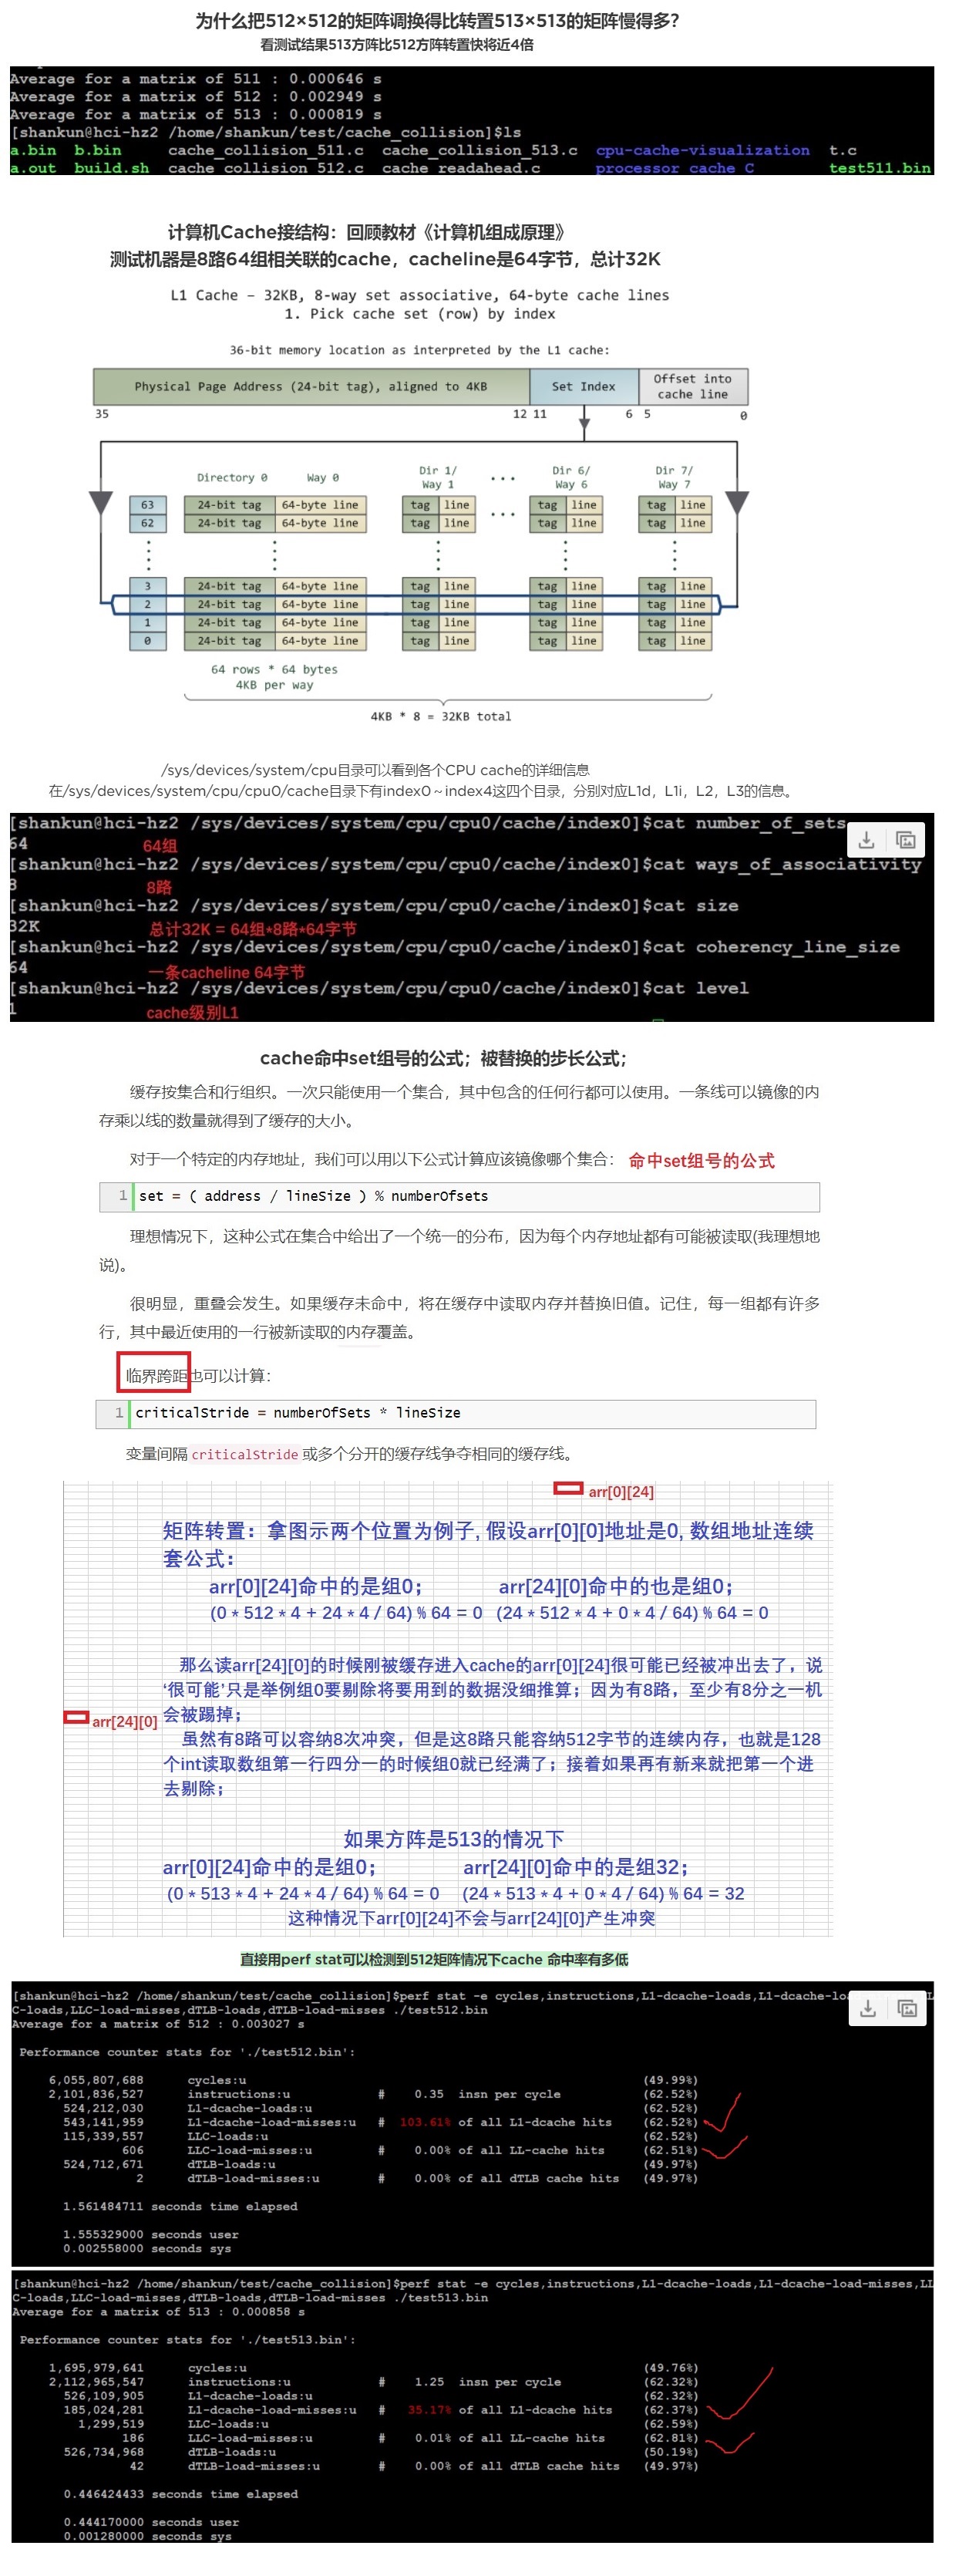 为什么把512×512的矩阵调换得比转置513×513的矩阵慢得多?
看测试结果513方阵比512方阵转置快将近4倍
Average for a matrix of 511 : 0.000646 s
Average for a matrix of 512 : 0.002949 s
Average for a matrix of 513 : 0.000819 s
[shankun@hci-hz2 /home/shankun/test/cache_collision]$ls
a.bin b.bin cache_collision_511.c cache_collision_513.c cpu-cache-visualization t.c
a.out build.sh cache collision 512.c cache readahead.c processor cache C test511.bin
计算机Cache接结构：回顾教材《计算机组成原理》
测试机器是8路64组相关联的cache，cacheline是64字节，总计32K
L1 Cache – 32KB, 8-way set associative, 64-byte cache lines
1. Pick cache set (row) by index
36-bit memory location as interpreted by the L1 cache:
Physical Page Address (24-bit tag), aligned to 4KB Set Index Offset into cache line
35 12 11 6 5 0
Directory 0 Way 0 Dir 1/ Way 1 ... Dir 6/ Way 6 Dir 7/ Way 7
63 24-bit tag 64-byte line tag line ... tag line tag line
62 24-bit tag 64-byte line tag line tag line tag line
3 24-bit tag 64-byte line tag line tag line tag line
2 24-bit tag 64-byte line tag line tag line tag line
1 24-bit tag 64-byte line tag line tag line tag line
0 24-bit tag 64-byte line tag line tag line tag line
64 rows * 64 bytes
4KB per way
4KB * 8 = 32KB total
/sys/devices/system/cpu目录可以看到各个CPU cache的详细信息
在/sys/devices/system/cpu/cpu0/cache目录下有index0～index4这四个目录，分别对应L1d，L1i，L2，L3的信息。
[shankun@hci-hz2 /sys/devices/system/cpu/cpu0/cache/index0]$cat number_of_sets
64 64组
[shankun@hci-hz2 /sys/devices/system/cpu/cpu0/cache/index0]$cat ways_of_associativity
8 8路
[shankun@hci-hz2 /sys/devices/system/cpu/cpu0/cache/index0]$cat size
32K 总计32K = 64组*8路*64字节
[shankun@hci-hz2 /sys/devices/system/cpu/cpu0/cache/index0]$cat coherency_line_size
64 一条cacheline 64字节
[shankun@hci-hz2 /sys/devices/system/cpu/cpu0/cache/index0]$cat level
1 cache级别L1
cache命中set组号的公式；被替换的步长公式；
缓存按集合和行组织。一次只能使用一个集合，其中包含的任何行都可以使用。一条线可以镜像的内
存乘以线的数量就得到了缓存的大小。
对于一个特定的内存地址，我们可以用以下公式计算应该镜像哪个集合： 命中set组号的公式
1 set = ( address / lineSize ) % numberOfsets
理想情况下，这种公式在集合中给出了一个统一的分布，因为每个内存地址都有可能被读取(我理想地
说)。
很明显，重叠会发生。如果缓存未命中，将在缓存中读取内存并替换旧值。记住，每一组都有许多
行，其中最近使用的一行被新读取的内存覆盖。
临界跨距也可以计算：
1 criticalStride = numberOfSets * lineSize
变量间隔 criticalStride 或多个分开的缓存线争夺相同的缓存线。
arr[0][24]
矩阵转置：拿图示两个位置为例子, 假设arr[0][0]地址是0, 数组地址连续
套公式：
arr[0][24]命中的是组0； arr[24][0]命中的也是组0；
(0 * 512 * 4 + 24 * 4 / 64) % 64 = 0 (24 * 512 * 4 + 0 * 4 / 64) % 64 = 0
那么读arr[24][0]的时候刚被缓存进入cache的arr[0][24]很可能已经被冲出去了，说
‘很可能’只是举例组0要剔除将要用到的数据没细推算；因为有8路，至少有8分之一机
会被踢掉；
arr[24][0]
虽然有8路可以容纳8次冲突，但是这8路只能容纳512字节的连续内存，也就是128
个int读取数组第一行四分一的时候组0就已经满了；接着如果再有新来就把第一个进
去剔除；
如果方阵是513的情况下
arr[0][24]命中的是组0； arr[24][0]命中的是组32；
(0 * 513 * 4 + 24 * 4 / 64) % 64 = 0 (24 * 513 * 4 + 0 * 4 / 64) % 64 = 32
这种情况下arr[0][24]不会与arr[24][0]产生冲突
直接用perf stat可以检测到512矩阵情况下cache 命中率有多低
[shankun@hci-hz2 /home/shankun/test/cache_collision]$perf stat -e cycles,instructions,L1-dcache-loads,L1-dcache-loa
C-loads,LLC-load-misses,dTLB-loads,dTLB-load-misses ./test512.bin
Average for a matrix of 512 : 0.003027 s
Performance counter stats for './test512.bin':
6,055,807,688 cycles:u (49.99%)
2,101,836,527 instructions:u # 0.35 insn per cycle (62.52%)
524,212,030 L1-dcache-loads:u (62.52%)
543,141,959 L1-dcache-load-misses:u # 103.61% of all L1-dcache hits (62.52%)
115,339,557 LLC-loads:u (62.52%)
606 LLC-load-misses:u # 0.00% of all LL-cache hits (62.51%)
524,712,671 dTLB-loads:u (49.97%)
2 dTLB-load-misses:u # 0.00% of all dTLB cache hits (49.97%)
1.561484711 seconds time elapsed
1.555329000 seconds user
0.002558000 seconds sys
[shankun@hci-hz2 /home/shankun/test/cache_collision]$perf stat -e cycles,instructions,L1-dcache-loads,L1-dcache-load-misses,LL
C-loads,LLC-load-misses,dTLB-loads,dTLB-load-misses ./test513.bin
Average for a matrix of 513 : 0.000858 s
Performance counter stats for './test513.bin':
1,695,979,641 cycles:u (49.76%)
2,112,965,547 instructions:u # 1.25 insn per cycle (62.32%)
526,109,905 L1-dcache-loads:u (62.32%)
185,024,281 L1-dcache-load-misses:u # 35.17% of all L1-dcache hits (62.37%)
1,299,519 LLC-loads:u (62.59%)
186 LLC-load-misses:u # 0.01% of all LL-cache hits (62.81%)
526,734,968 dTLB-loads:u (50.19%)
42 dTLB-load-misses:u # 0.00% of all dTLB cache hits (49.97%)
0.446424433 seconds time elapsed
0.444170000 seconds user
0.001280000 seconds sys